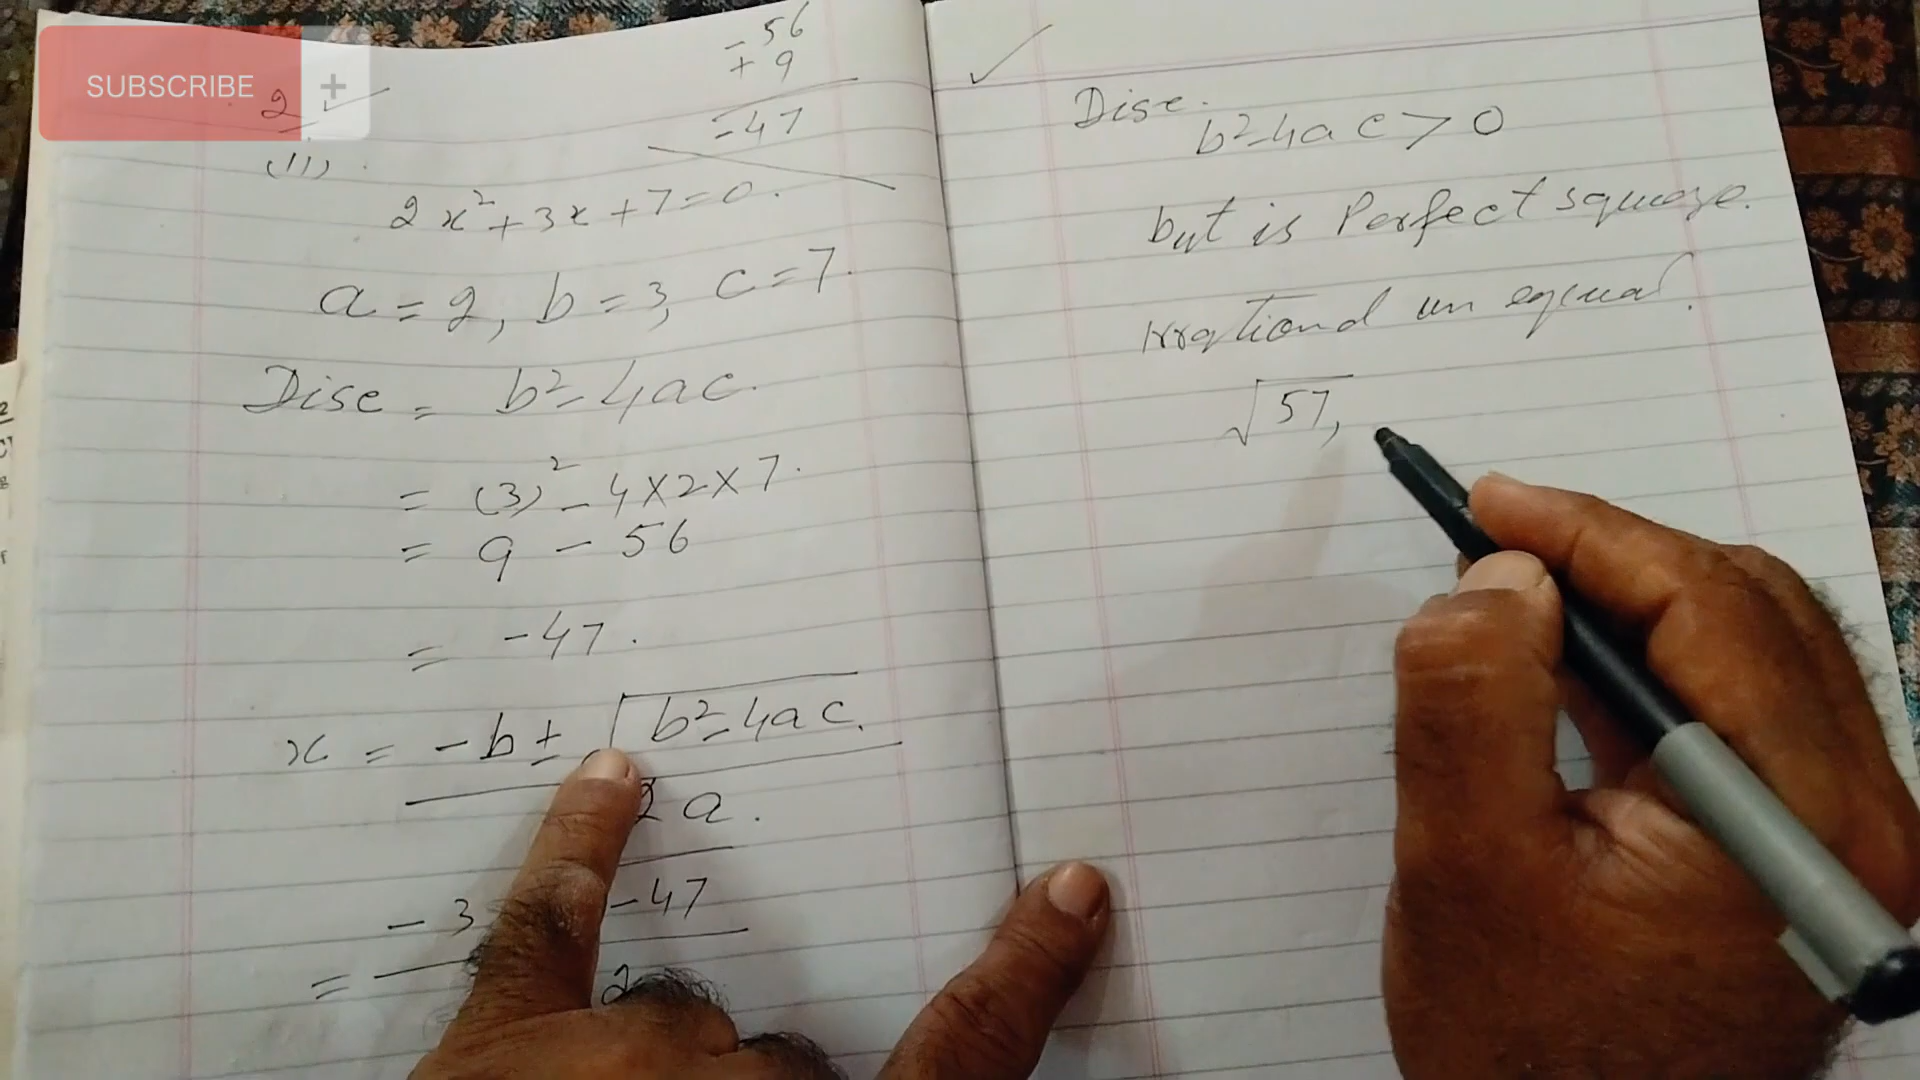 SUBSCRIBE +
- 56
+ 9
- 47
2
(ii).
2x²+3x+7=0.
a = 2, b = 3, c = 7.
Disc = b²-4ac.
= (3)² - 4×2×7.
= 9 - 56
= -47.
x = -b ± √b²-4ac.
2a.
= -3 -47
2
Disc.
b²-4ac > 0
but is Perfect square.
Irrational un equal.
√57,